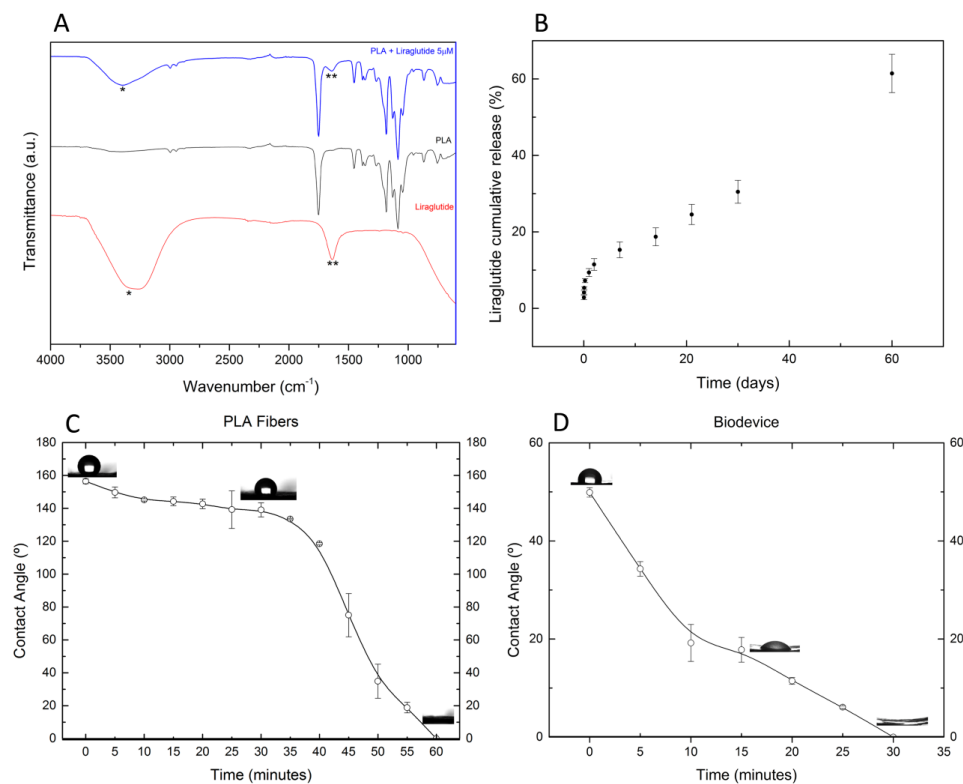 A
PLA + Liraglutide 5µM
*
**
PLA
Liraglutide
*
**
Transmittance (a.u.)
4000 3500 3000 2500 2000 1500 1000
Wavenumber (cm⁻¹)
B
Liraglutide cumulative release (%)
60
40
20
0
0 20 40 60
Time (days)
C
PLA Fibers
Contact Angle (º)
180 180
160 160
140 140
120 120
100 100
80 80
60 60
40 40
20 20
0 0
0 5 10 15 20 25 30 35 40 45 50 55 60
Time (minutes)
D
Biodevice
Contact Angle (º)
60 60
40 40
20 20
0 0
0 5 10 15 20 25 30 35
Time (minutes)